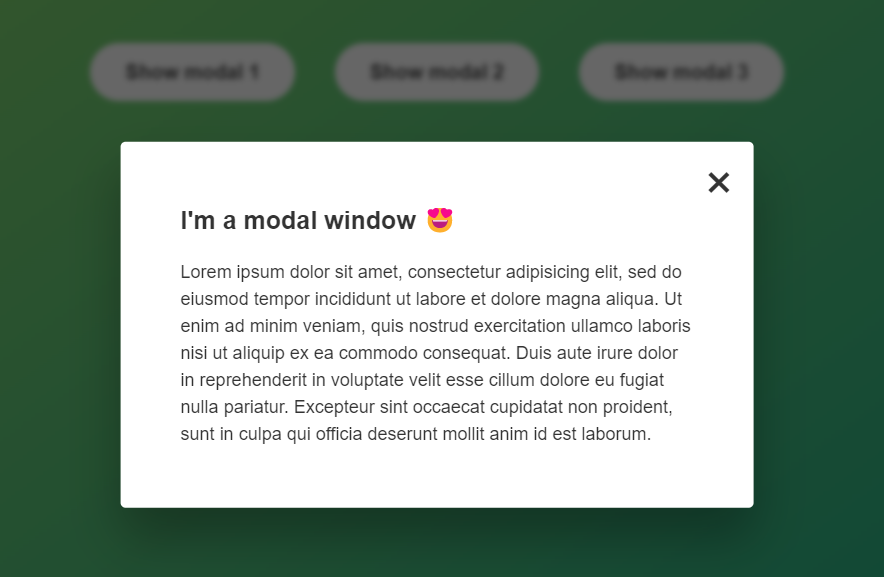 Show modal 1 Show modal 2 Show modal 3
×
I'm a modal window 😍
Lorem ipsum dolor sit amet, consectetur adipisicing elit, sed do
eiusmod tempor incididunt ut labore et dolore magna aliqua. Ut
enim ad minim veniam, quis nostrud exercitation ullamco laboris
nisi ut aliquip ex ea commodo consequat. Duis aute irure dolor
in reprehenderit in voluptate velit esse cillum dolore eu fugiat
nulla pariatur. Excepteur sint occaecat cupidatat non proident,
sunt in culpa qui officia deserunt mollit anim id est laborum.